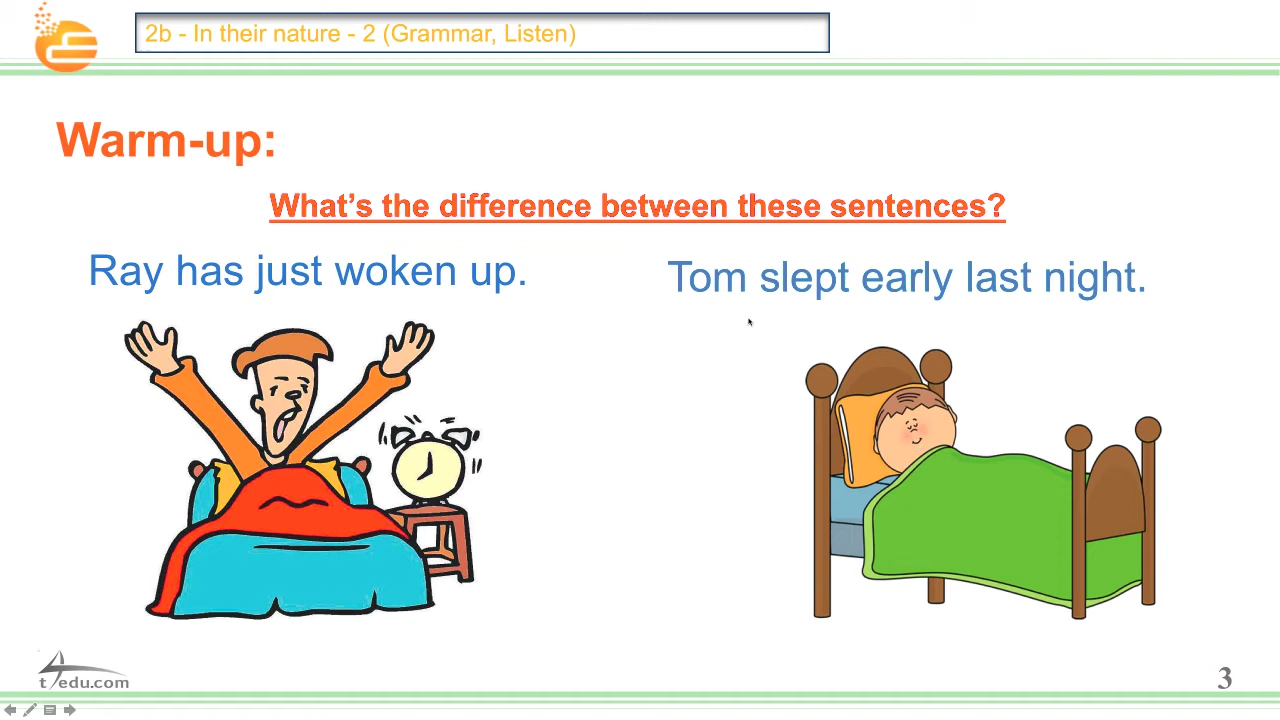 2b - In their nature - 2 (Grammar, Listen)
Warm-up:
What's the difference between these sentences?
Ray has just woken up.
Tom slept early last night.
t4edu.com
3